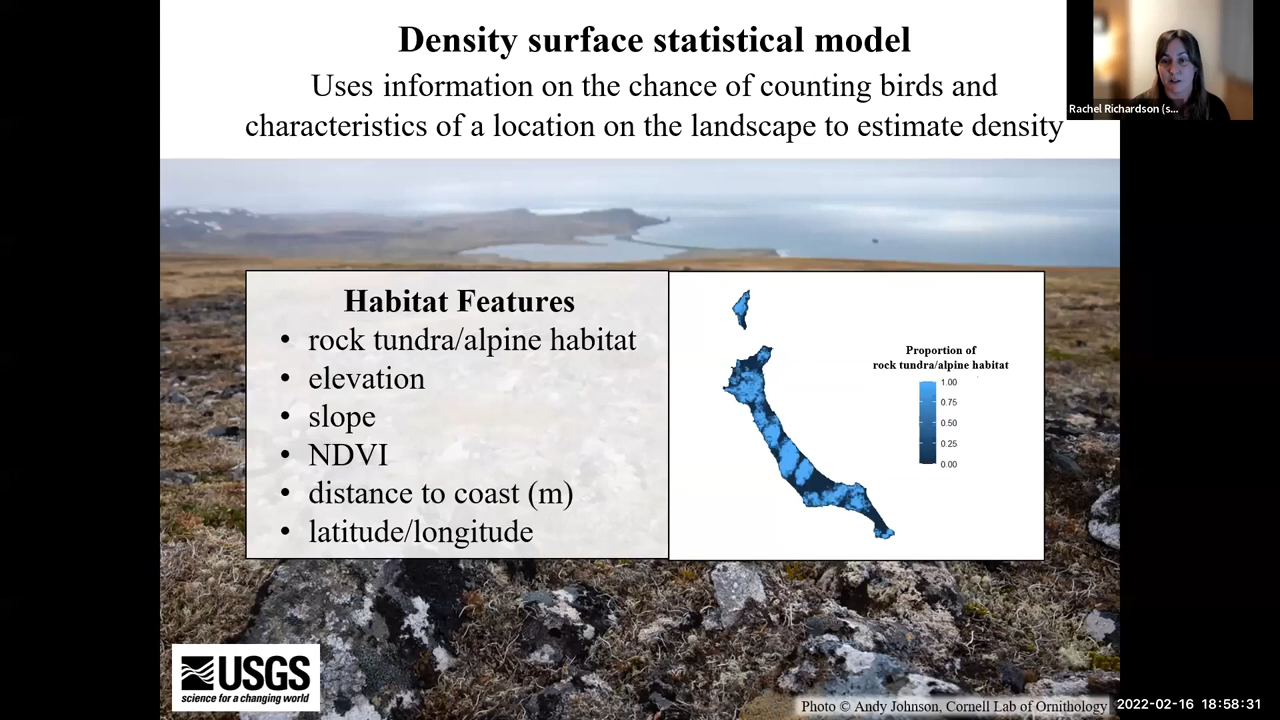 Density surface statistical model
Uses information on the chance of counting birds and
characteristics of a location on the landscape to estimate density
Rachel Richardson (s...
Habitat Features
• rock tundra/alpine habitat
• elevation
• slope
• NDVI
• distance to coast (m)
• latitude/longitude
Proportion of
rock tundra/alpine habitat
1.00
0.75
0.50
0.25
0.00
USGS
science for a changing world
Photo © Andy Johnson, Cornell Lab of Ornithology
2022-02-16 18:58:31